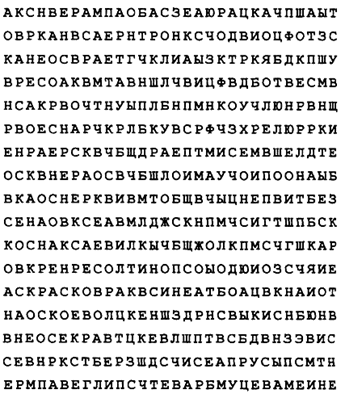 АКСНВЕРАМПАОБАСЗЕАЮРАЦКАЧПШАЫТ
ОВРКАНВСАЕРНТРОНКСЧОДВИОЦФОТЗС
КАНЕОСВРАЕТГЧКЛИАЫЗКТРКЯБДКПШУ
ВРЕСОАКВМТАВНШЛЧВИЦФВДБОТВЕСМВ
НСАКРВОЧТНУЫПЛБНПМНКОУЧЛЮНРВНЩ
РВОЕСНАРЧКРЛБКУВСРФЧЗХРЕЛЮРРКИ
ЕНРАЕРСКВЧБЩДРАЕПТМИСЕМВШЕЛДТЕ
ОСКВНЕРАОСВЧБШЛОИМАУЧОИПООНАЫБ
ВКАОСНЕРКВИВМТОБЩВЧЫЦНЕПВИТБЕЗ
СЕНАОВКСЕАВМЛДЖСКНПМЧСИГТШПБСК
КОСНАКСАЕВИЛКЫЧБЩЖОЛКПМСЧГШКАР
ОВКРЕНРЕСОЛТИНОПСОЫОДЮИОЗСЧЯИЕ
АСКРАСКОВРАКВСИНЕАТБОАЦВКНАИОТ
НАОСКОЕВОЛЦКЕНШЗДРНСВЫКИСНБЮНВ
ВНЕОСЕКРАВТЦКЕВЛШПТВСБДВНЗЭВИС
СЕВНРКСТБЕРЗШДСЧИСЕАПРУСЫПСМТН
ЕРМПАВЕГЛИПСЧТЕВАРБМУЦЕВАМЕИНЕ